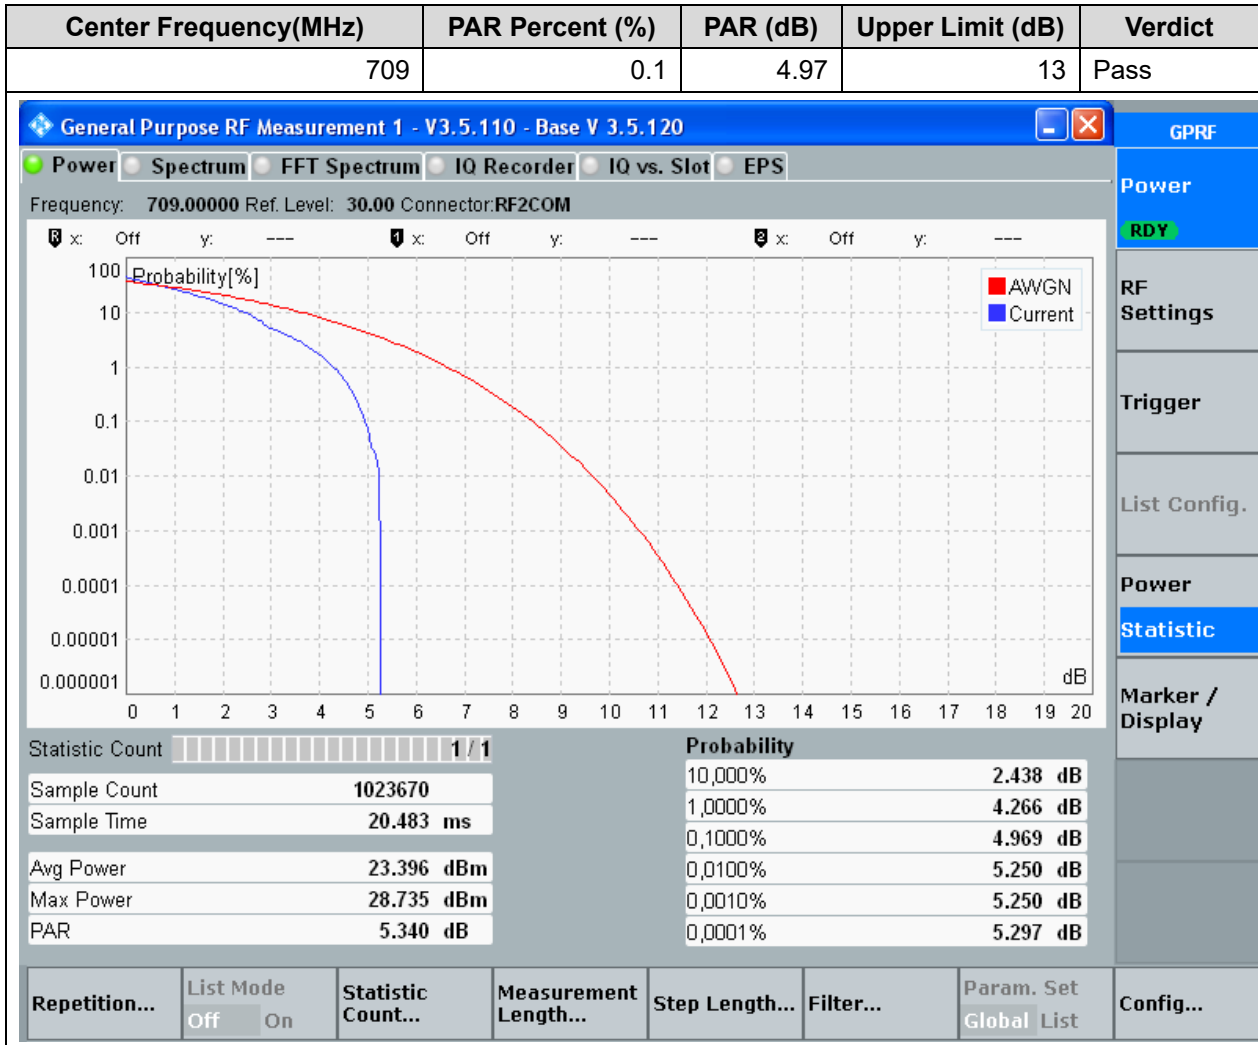 Center Frequency(MHz) PAR Percent (%) PAR (dB) Upper Limit (dB) Verdict
709 0.1 4.97 13 Pass
General Purpose RF Measurement 1 - V3.5.110 - Base V 3.5.120
GPRF
Power Spectrum FFT Spectrum IQ Recorder IQ vs. Slot EPS
Power
RDY
Frequency: 709.00000 Ref. Level: 30.00 Connector:RF2COM
R x: Off y: --- 1 x: Off y: --- 2 x: Off y: ---
Probability[%]
AWGN
Current
100
10
1
0.1
0.01
0.001
0.0001
0.00001
0.000001
dB
0 1 2 3 4 5 6 7 8 9 10 11 12 13 14 15 16 17 18 19 20
RF
Settings
Trigger
List Config.
Power
Statistic
Marker /
Display
Statistic Count 1 / 1
Sample Count 1023670
Sample Time 20.483 ms
Avg Power 23.396 dBm
Max Power 28.735 dBm
PAR 5.340 dB
Probability
10,000% 2.438 dB
1,0000% 4.266 dB
0,1000% 4.969 dB
0,0100% 5.250 dB
0,0010% 5.250 dB
0,0001% 5.297 dB
Repetition...
List Mode
Off On
Statistic
Count...
Measurement
Length...
Step Length...
Filter...
Param. Set
Global List
Config...